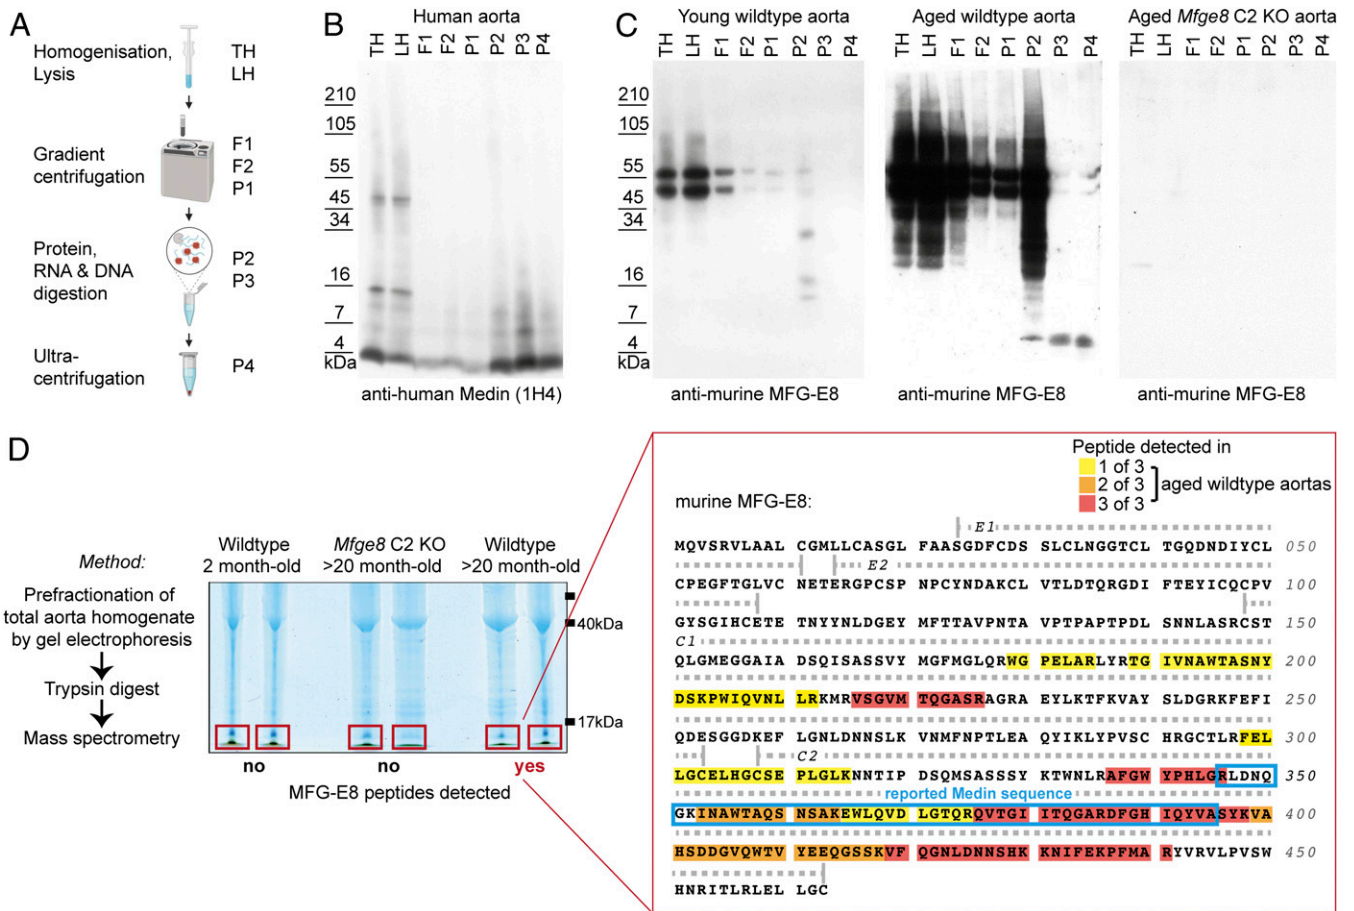 A
Homogenisation,
Lysis
TH
LH
Gradient
centrifugation
F1
F2
P1
Protein,
RNA & DNA
digestion
P2
P3
Ultra-
centrifugation
P4
B
Human aorta
TH LH F1 F2 P1 P2 P3 P4
210
105
55
45
34
16
7
4
kDa
anti-human Medin (1H4)
C
Young wildtype aorta
TH LH F1 F2 P1 P2 P3 P4
210
105
55
45
34
16
7
4
kDa
anti-murine MFG-E8
Aged wildtype aorta
TH LH F1 F2 P1 P2 P3 P4
anti-murine MFG-E8
Aged Mfge8 C2 KO aorta
TH LH F1 F2 P1 P2 P3 P4
anti-murine MFG-E8
D
Method:
Prefractionation of
total aorta homogenate
by gel electrophoresis
Trypsin digest
Mass spectrometry
Wildtype
2 month-old
Mfge8 C2 KO
>20 month-old
Wildtype
>20 month-old
40kDa
17kDa
no no yes
MFG-E8 peptides detected
Peptide detected in
1 of 3
2 of 3
3 of 3
aged wildtype aortas
murine MFG-E8:
E1
MQVSRVLAAL CGMLLCASGL FAASGDFCDS SLCLNGGTCL TGQDNDIYCL 050
E2
CPEGFTGLVC NETERGPCSP NPCYNDAKCL VTLDTQRGDI FTEYICQCPV 100
GYSGIHCETE TNYYNLDGEY MFTTAVPNTA VPTPAPTPDL SNNLASRCST 150
C1
QLGMEGGAIA DSQISASSVY MGFMGLQRWG PELARLYRTG IVNAWTASNY 200
DSKPWIQVNL LRKMRVSGVM TQGASRAGRA EYLKTFKVAY SLDGRKFEFI 250
QDESGGDKEF LGNLDNNSLK VNMFNPTLEA QYIKLYPVSC HRGCTLRFEL 300
C2
LGCELHGCSE PLGLKNNTIP DSQMSASSSY KTWNLRAFGW YPHLGRLDNQ 350
reported Medin sequence
GKINAWTAQS NSAKEWLQVD LGTQRQVTGI ITQGARDFGH IQYVASYKVA 400
HSDDGVQWTV YEEQGSSKVF QGNLDNNSHK KNIFEKPFMA RYVRVLPVSW 450
HNRITLRLEL LGC